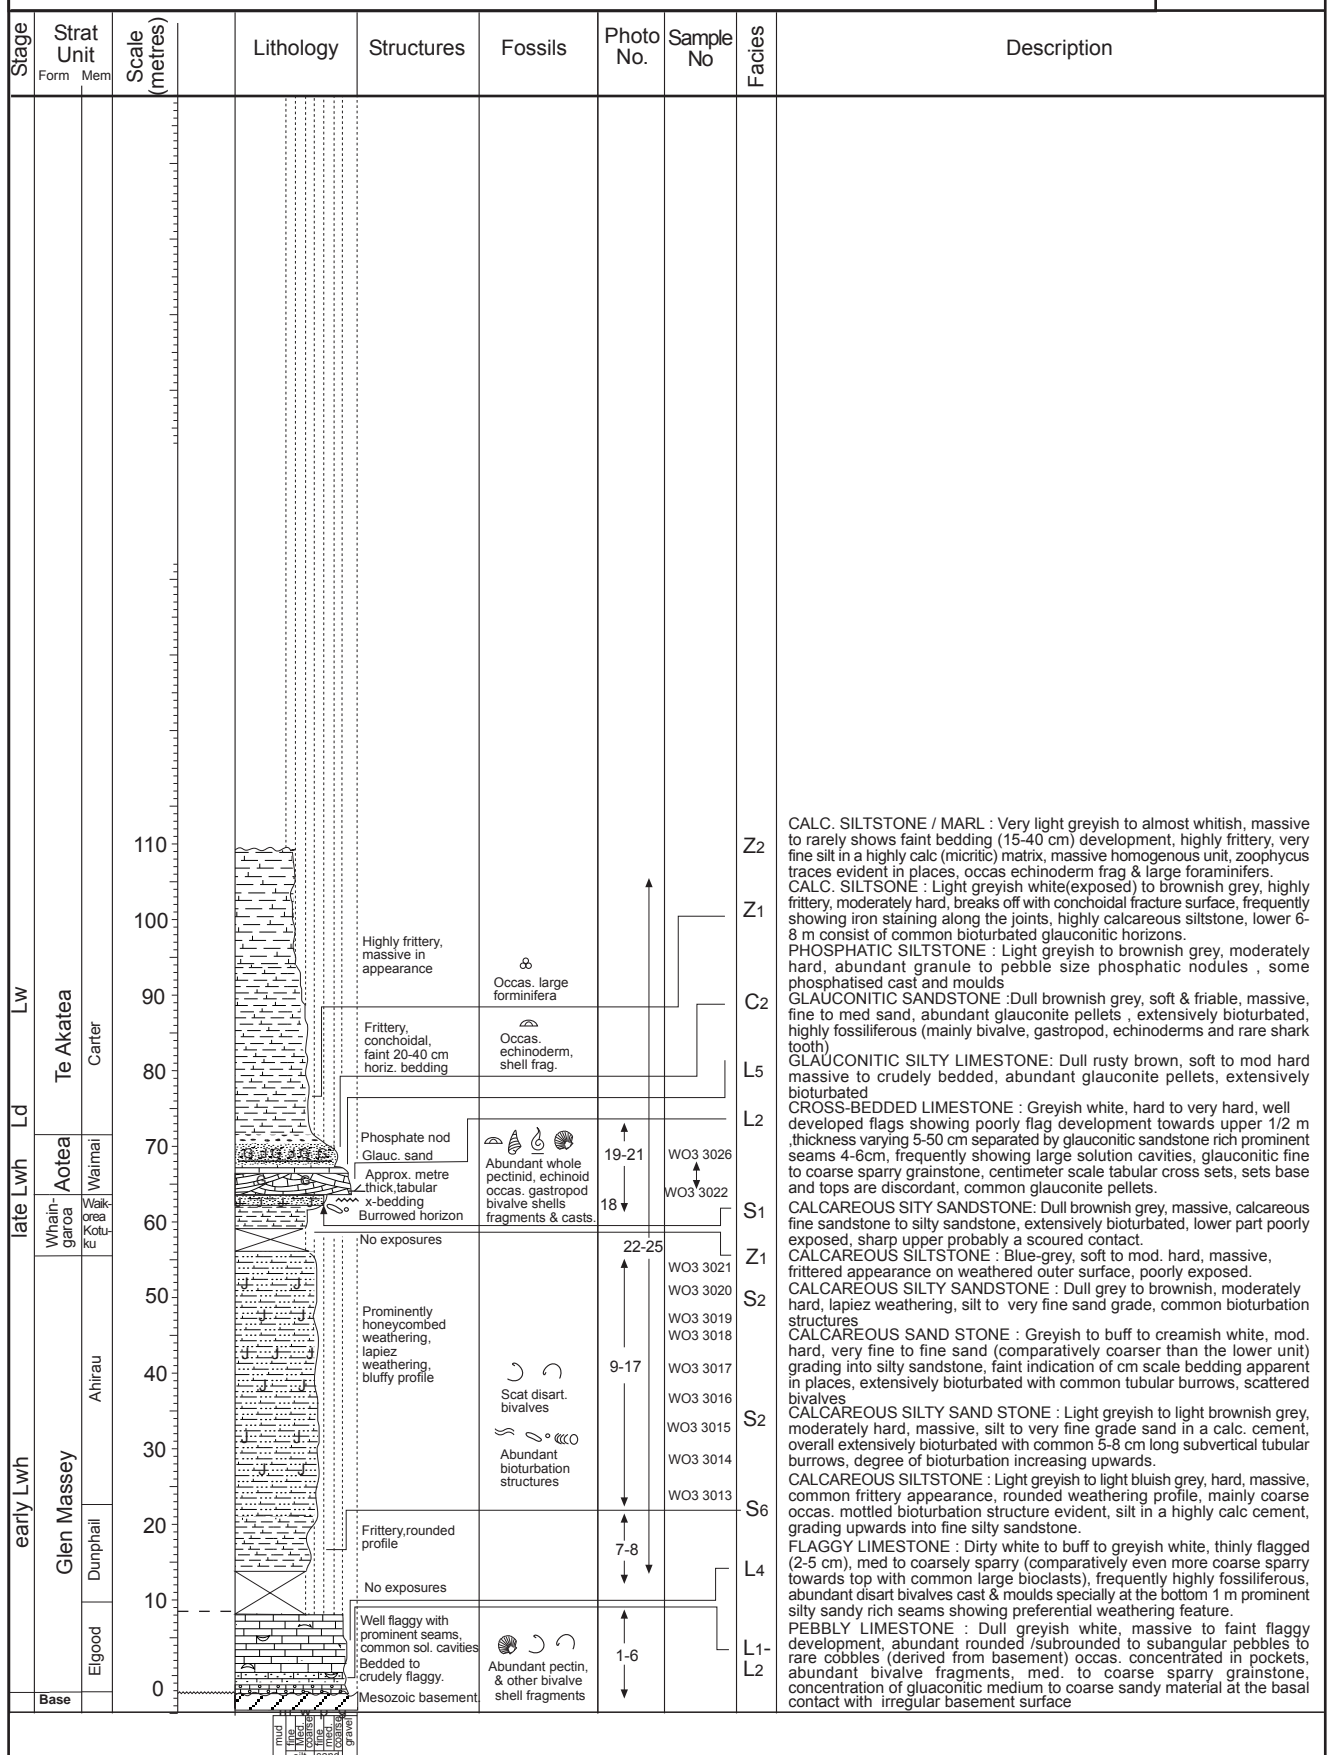 Stage
Strat
Unit
Form Mem
Scale
(metres)
Lithology
Structures
Fossils
Photo
No.
Sample
No
Facies
Description
Lw
Ld
late Lwh
early Lwh
Te Akatea
Carter
Aotea
Waimai
Whain-
garoa
Waik-
orea
Kotu-
ku
Glen Massey
Ahirau
Dunphail
Elgood
Base
110
100
90
80
70
60
50
40
30
20
10
0
G G G G G
G G
J J
J J
J J
J J
J J
J J
Highly frittery,
massive in
appearance
Frittery,
conchoidal,
faint 20-40 cm
horiz. bedding
Phosphate nod
Glauc. sand
Approx. metre
thick,tabular
x-bedding
Burrowed horizon
No exposures
Prominently
honeycombed
weathering,
lapiez
weathering,
bluffy profile
Frittery,rounded
profile
No exposures
Well flaggy with
prominent seams,
common sol. cavities
Bedded to
crudely flaggy.
Mesozoic basement.
Occas. large
forminifera
Occas.
echinoderm,
shell frag.
Abundant whole
pectinid, echinoid
occas. gastropod
bivalve shells
fragments & casts.
Scat disart.
bivalves
Abundant
bioturbation
structures
Abundant pectin,
& other bivalve
shell fragments
19-21
18
22-25
9-17
7-8
1-6
WO3 3026
WO3 3022
WO3 3021
WO3 3020
WO3 3019
WO3 3018
WO3 3017
WO3 3016
WO3 3015
WO3 3014
WO3 3013
Z2
Z1
C2
L5
L2
S1
Z1
S2
S2
S6
L4
L1-
L2
CALC. SILTSTONE / MARL : Very light greyish to almost whitish, massive
to rarely shows faint bedding (15-40 cm) development, highly frittery, very
fine silt in a highly calc (micritic) matrix, massive homogenous unit, zoophycus
traces evident in places, occas echinoderm frag & large foraminifers.
CALC. SILTSONE : Light greyish white(exposed) to brownish grey, highly
frittery, moderately hard, breaks off with conchoidal fracture surface, frequently
showing iron staining along the joints, highly calcareous siltstone, lower 6-
8 m consist of common bioturbated glauconitic horizons.
PHOSPHATIC SILTSTONE : Light greyish to brownish grey, moderately
hard, abundant granule to pebble size phosphatic nodules , some
phosphatised cast and moulds
GLAUCONITIC SANDSTONE :Dull brownish grey, soft & friable, massive,
fine to med sand, abundant glauconite pellets , extensively bioturbated,
highly fossiliferous (mainly bivalve, gastropod, echinoderms and rare shark
tooth)
GLAUCONITIC SILTY LIMESTONE: Dull rusty brown, soft to mod hard
massive to crudely bedded, abundant glauconite pellets, extensively
bioturbated
CROSS-BEDDED LIMESTONE : Greyish white, hard to very hard, well
developed flags showing poorly flag development towards upper 1/2 m
,thickness varying 5-50 cm separated by glauconitic sandstone rich prominent
seams 4-6cm, frequently showing large solution cavities, glauconitic fine
to coarse sparry grainstone, centimeter scale tabular cross sets, sets base
and tops are discordant, common glauconite pellets.
CALCAREOUS SITY SANDSTONE: Dull brownish grey, massive, calcareous
fine sandstone to silty sandstone, extensively bioturbated, lower part poorly
exposed, sharp upper probably a scoured contact.
CALCAREOUS SILTSTONE : Blue-grey, soft to mod. hard, massive,
frittered appearance on weathered outer surface, poorly exposed.
CALCAREOUS SILTY SANDSTONE : Dull grey to brownish, moderately
hard, lapiez weathering, silt to very fine sand grade, common bioturbation
structures
CALCAREOUS SAND STONE : Greyish to buff to creamish white, mod.
hard, very fine to fine sand (comparatively coarser than the lower unit)
grading into silty sandstone, faint indication of cm scale bedding apparent
in places, extensively bioturbated with common tubular burrows, scattered
bivalves
CALCAREOUS SILTY SAND STONE : Light greyish to light brownish grey,
moderately hard, massive, silt to very fine grade sand in a calc. cement,
overall extensively bioturbated with common 5-8 cm long subvertical tubular
burrows, degree of bioturbation increasing upwards.
CALCAREOUS SILTSTONE : Light greyish to light bluish grey, hard, massive,
common frittery appearance, rounded weathering profile, mainly coarse
occas. mottled bioturbation structure evident, silt in a highly calc cement,
grading upwards into fine silty sandstone.
FLAGGY LIMESTONE : Dirty white to buff to greyish white, thinly flagged
(2-5 cm), med to coarsely sparry (comparatively even more coarse sparry
towards top with common large bioclasts), frequently highly fossiliferous,
abundant disart bivalves cast & moulds specially at the bottom 1 m prominent
silty sandy rich seams showing preferential weathering feature.
PEBBLY LIMESTONE : Dull greyish white, massive to faint flaggy
development, abundant rounded /subrounded to subangular pebbles to
rare cobbles (derived from basement) occas. concentrated in pockets,
abundant bivalve fragments, med. to coarse sparry grainstone,
concentration of gluaconitic medium to coarse sandy material at the basal
contact with irregular basement surface
mud
fine
Med.
coarse
fine
med.
coarse
gravel